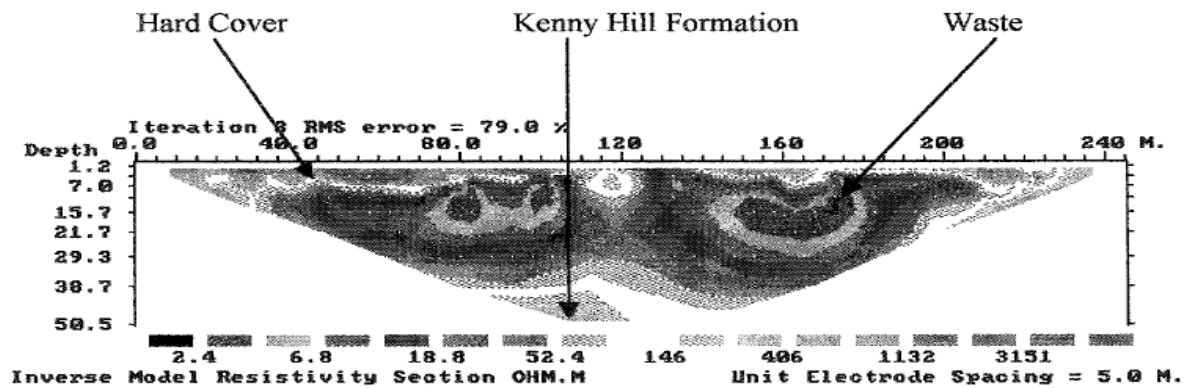 Hard Cover Kenny Hill Formation Waste
Iteration 8 RMS error = 79.0 %
Depth 0.0 40.0 80.0 120 160 200 240 M.
1.2
7.0
15.7
21.7
29.3
38.7
50.5
2.4 6.8 18.8 52.4 146 406 1132 3151
Inverse Model Resistivity Section OHM.M Unit Electrode Spacing = 5.0 M.